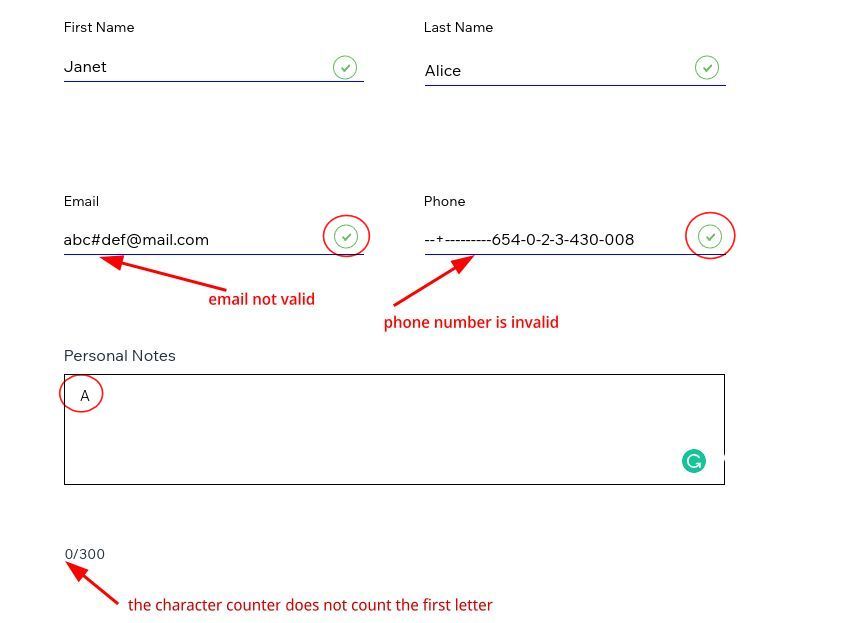 First Name Last Name
Janet Alice
Email Phone
abc#def@mail.com --+---------654-0-2-3-430-008
email not valid
phone number is invalid
Personal Notes
A
0/300
the character counter does not count the first letter